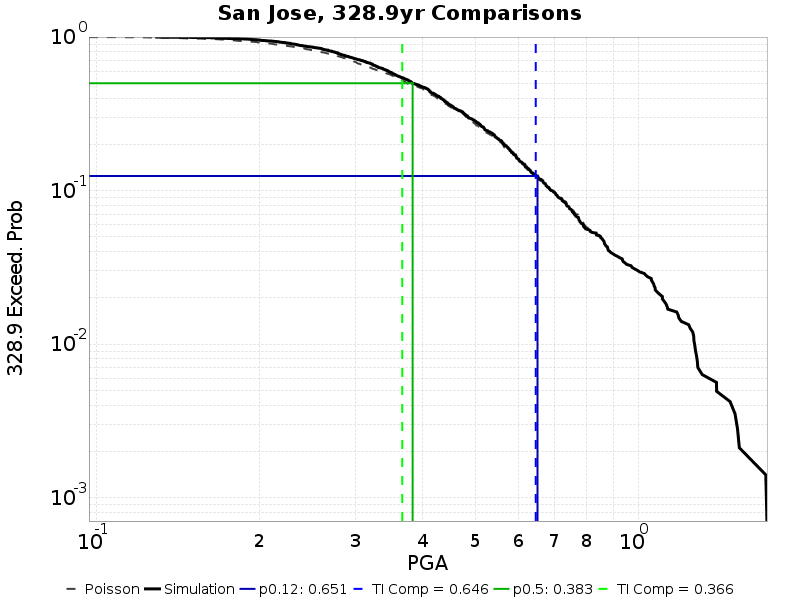 San Jose, 328.9yr Comparisons
328.9 Exceed. Prob
10^0
10^-1
10^-2
10^-3
10^-1 2 3 4 5 6 7 8 10^0
PGA
Poisson Simulation p0.12: 0.651 TI Comp = 0.646 p0.5: 0.383 TI Comp = 0.366